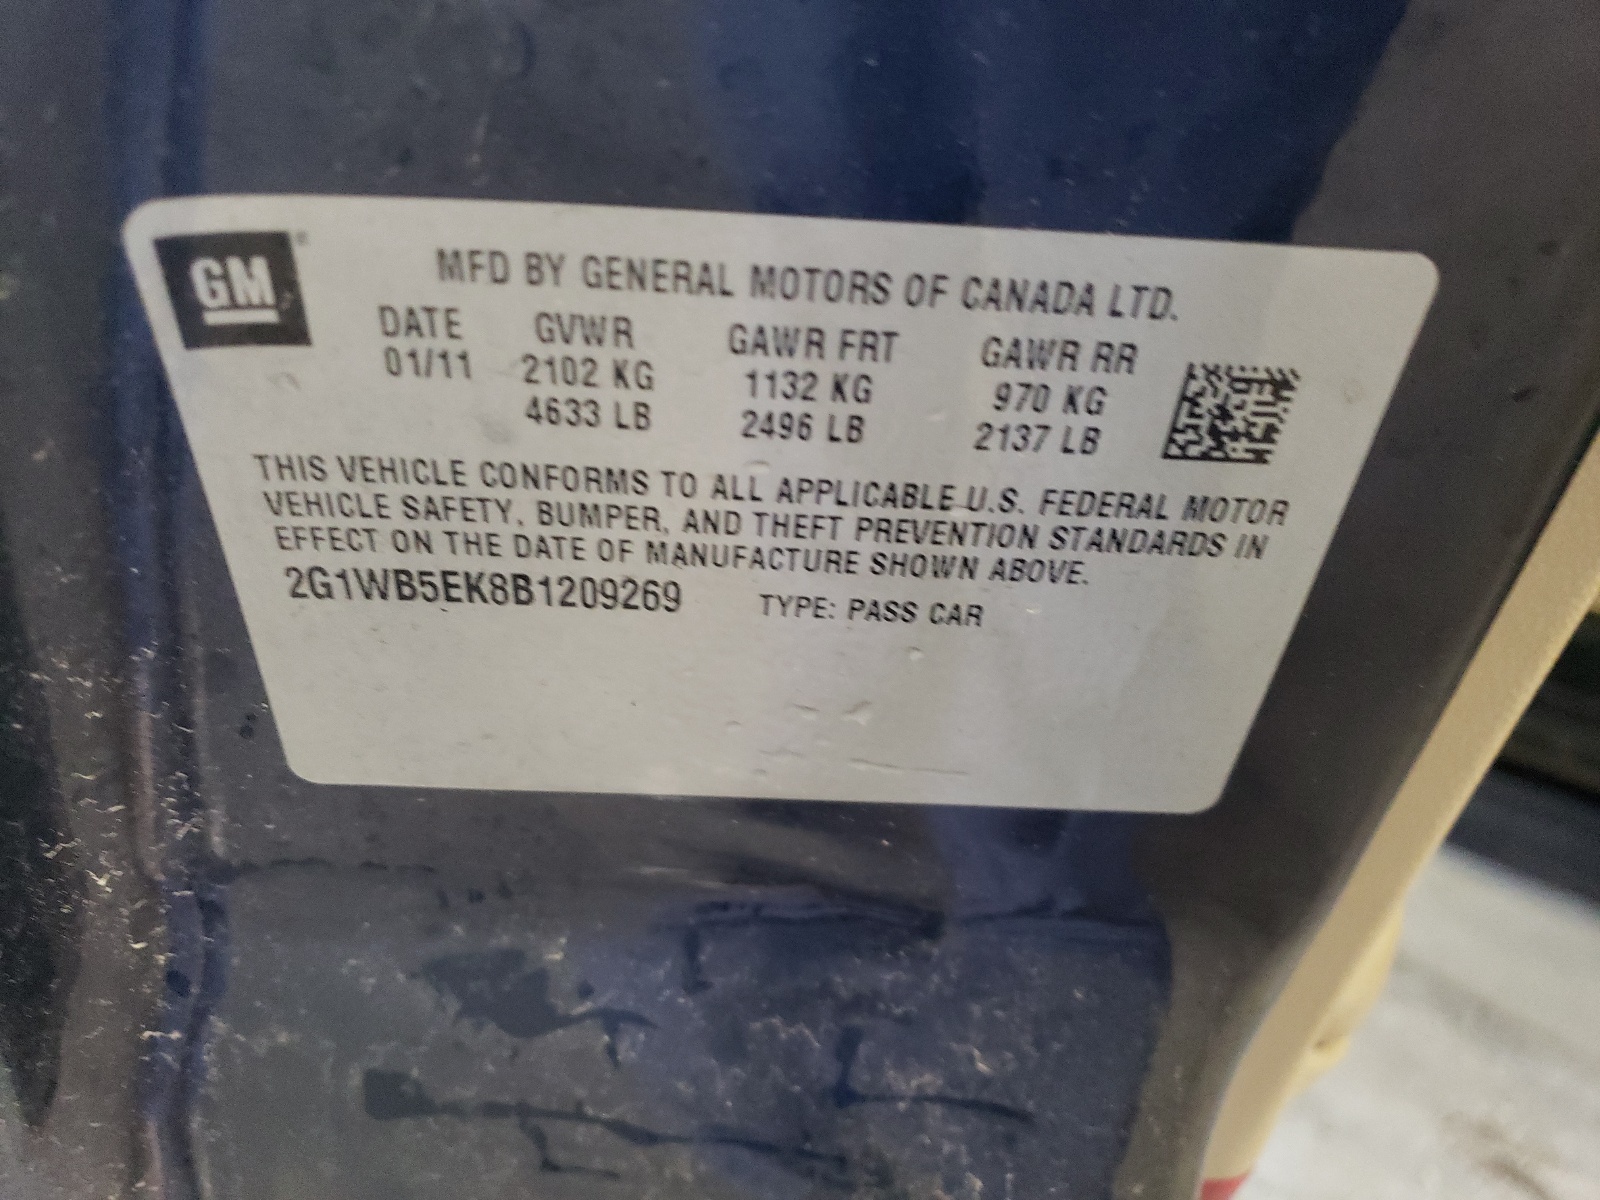 GM
MFD BY GENERAL MOTORS OF CANADA LTD.
DATE GVWR GAWR FRT GAWR RR
01/11 2102 KG 1132 KG 970 KG
4633 LB 2496 LB 2137 LB
THIS VEHICLE CONFORMS TO ALL APPLICABLE U.S. FEDERAL MOTOR
VEHICLE SAFETY, BUMPER, AND THEFT PREVENTION STANDARDS IN
EFFECT ON THE DATE OF MANUFACTURE SHOWN ABOVE.
2G1WB5EK8B1209269 TYPE: PASS CAR